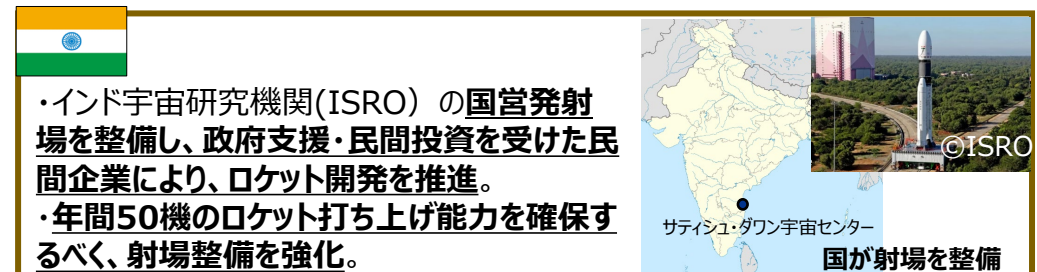 ・インド宇宙研究機関(ISRO）の国営発射
場を整備し、政府支援・民間投資を受けた民
間企業により、ロケット開発を推進。
・年間50機のロケット打ち上げ能力を確保す
るべく、射場整備を強化。
©ISRO
サティシュ・ダワン宇宙センター
国が射場を整備